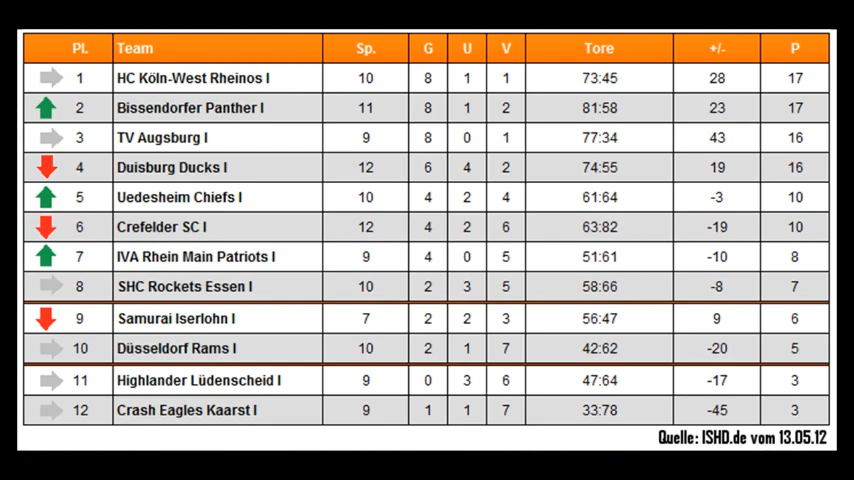 Pl. Team Sp. G U V Tore +/- P
1 HC Köln-West Rheinos I 10 8 1 1 73:45 28 17
2 Bissendorfer Panther I 11 8 1 2 81:58 23 17
3 TV Augsburg I 9 8 0 1 77:34 43 16
4 Duisburg Ducks I 12 6 4 2 74:55 19 16
5 Uedesheim Chiefs I 10 4 2 4 61:64 -3 10
6 Crefelder SC I 12 4 2 6 63:82 -19 10
7 IVA Rhein Main Patriots I 9 4 0 5 51:61 -10 8
8 SHC Rockets Essen I 10 2 3 5 58:66 -8 7
9 Samurai Iserlohn I 7 2 2 3 56:47 9 6
10 Düsseldorf Rams I 10 2 1 7 42:62 -20 5
11 Highlander Lüdenscheid I 9 0 3 6 47:64 -17 3
12 Crash Eagles Kaarst I 9 1 1 7 33:78 -45 3
Quelle: ISHD.de vom 13.05.12